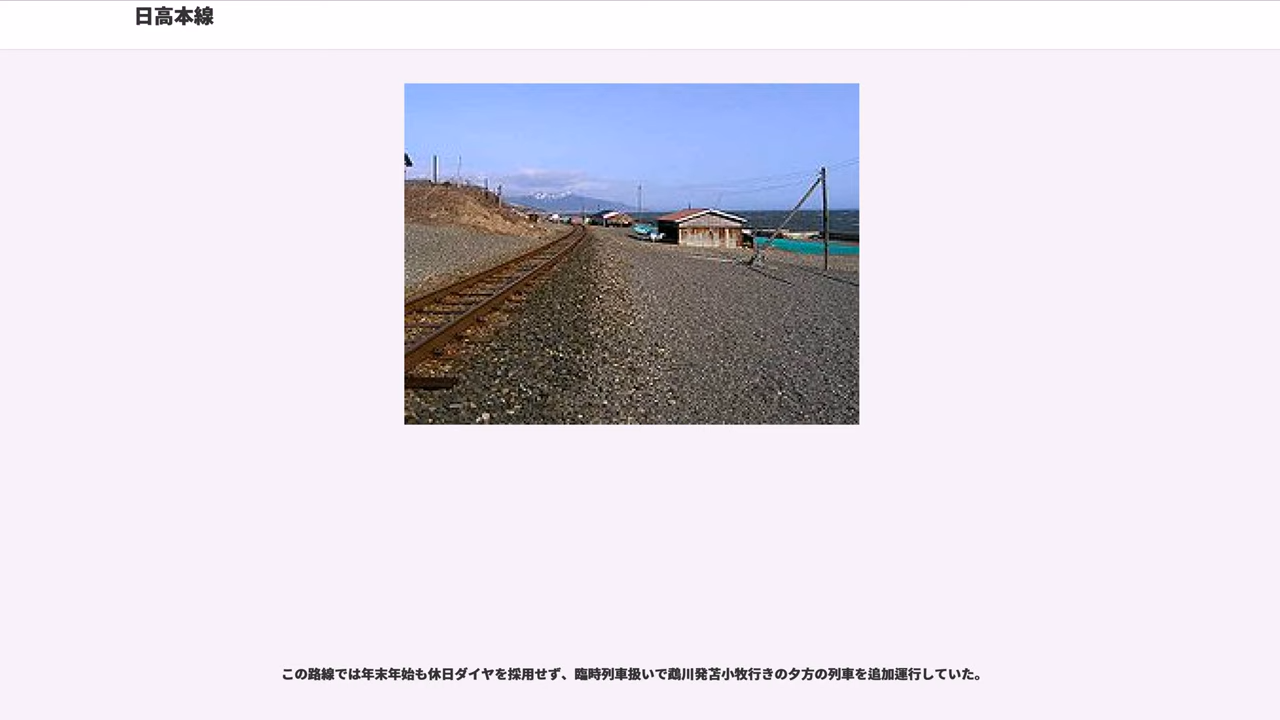 日高本線
この路線では年末年始も休日ダイヤを採用せず、臨時列車扱いで鵡川発苫小牧行きの夕方の列車を追加運行していた。